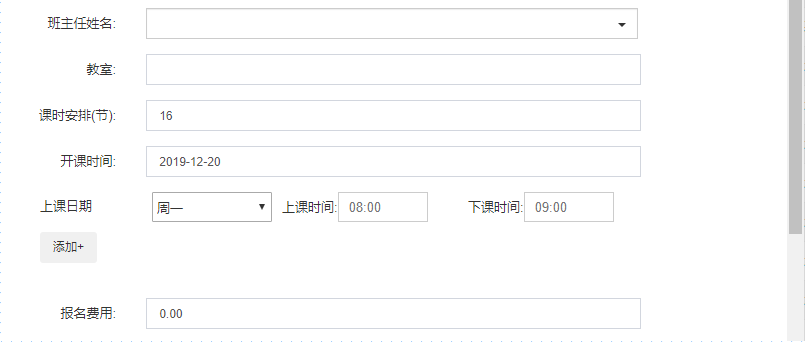 班主任姓名:
教室:
课时安排(节): 16
开课时间: 2019-12-20
上课日期 周一 上课时间: 08:00 下课时间: 09:00
添加+
报名费用: 0.00